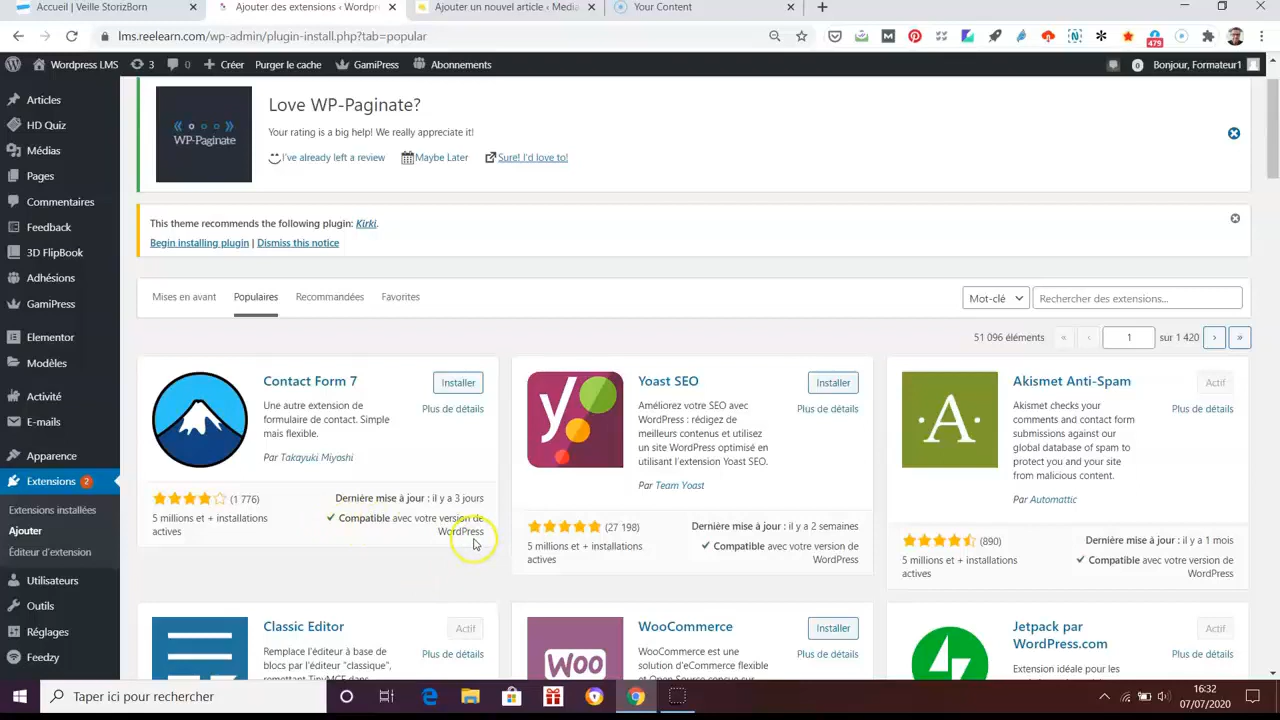 Accueil | Veille StorizBorn
Ajouter des extensions ‹ Wordpre
Ajouter un nouvel article ‹ Media
Your Content
lms.reelearn.com/wp-admin/plugin-install.php?tab=popular
479
Wordpress LMS
3
0
Créer
Purger le cache
GamiPress
Abonnements
0
Bonjour, Formateur1
Articles
HD Quiz
Médias
Pages
Commentaires
Feedback
3D FlipBook
Adhésions
GamiPress
Elementor
Modèles
Activité
E-mails
Apparence
Extensions 2
Extensions installées
Ajouter
Éditeur d'extension
Utilisateurs
Outils
Réglages
Feedzy
WP-Paginate
Love WP-Paginate?
Your rating is a big help! We really appreciate it!
I've already left a review
Maybe Later
Sure! I'd love to!
This theme recommends the following plugin: Kirki.
Begin installing plugin | Dismiss this notice
Mises en avant
Populaires
Recommandées
Favorites
Mot-clé
Rechercher des extensions...
51 096 éléments
«
‹
1
sur 1 420
›
»
Contact Form 7
Installer
Plus de détails
Une autre extension de
formulaire de contact. Simple
mais flexible.
Par Takayuki Miyoshi
(1 776)
5 millions et + installations
actives
Dernière mise à jour : il y a 3 jours
Compatible avec votre version de
WordPress
Yoast SEO
Installer
Plus de détails
Améliorez votre SEO avec
WordPress : rédigez de
meilleurs contenus et utilisez
un site WordPress optimisé en
utilisant l'extension Yoast SEO.
Par Team Yoast
(27 198)
5 millions et + installations
actives
Dernière mise à jour : il y a 2 semaines
Compatible avec votre version de
WordPress
·A·
Akismet Anti-Spam
Actif
Plus de détails
Akismet checks your
comments and contact form
submissions against our
global database of spam to
protect you and your site
from malicious content.
Par Automattic
(890)
5 millions et + installations
actives
Dernière mise à jour : il y a 1 mois
Compatible avec votre version de
WordPress
Classic Editor
Actif
Plus de détails
Remplace l'éditeur à base de
blocs par l'éditeur "classique",
remettant TinyMCE dans
WOO
WooCommerce
Installer
Plus de détails
WooCommerce est une
solution d'eCommerce flexible
et Open Source conçue sur
Jetpack par
WordPress.com
Actif
Plus de détails
Extension idéale pour les
Taper ici pour rechercher
16:32
07/07/2020